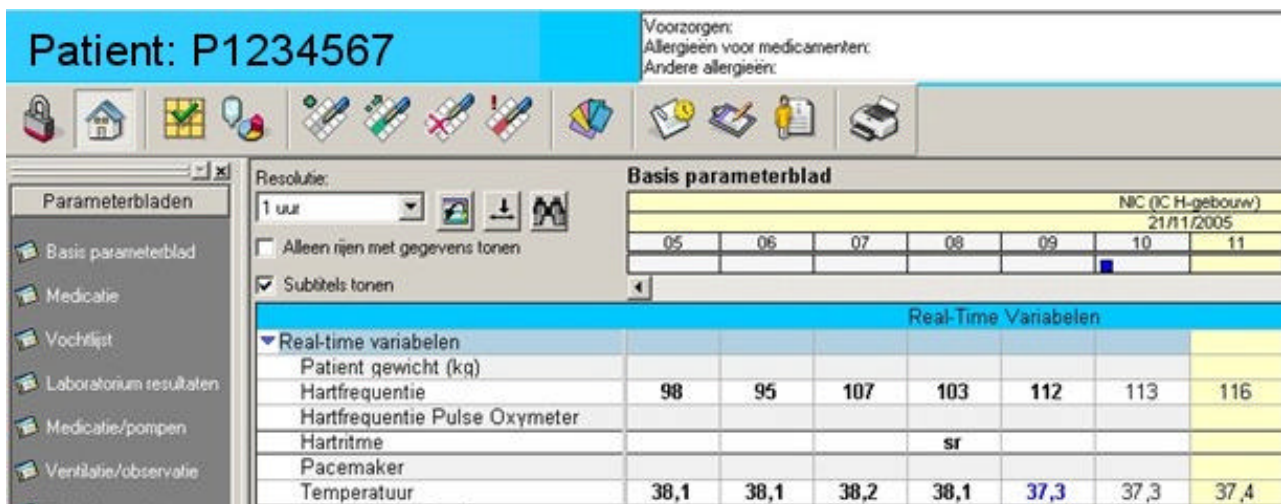 Patient: P1234567
Voorzorgen:
Allergieën voor medicamenten:
Andere allergieën:
Parameterbladen
Basis parameterblad
Medicatie
Vochtlijst
Laboratorium resultaten
Medicatie/pompen
Ventilatie/observatie
Resolutie:
1 uur
Alleen rijen met gegevens tonen
Subtitels tonen
Basis parameterblad
NIC (IC H-gebouw)
21/11/2005
05 06 07 08 09 10 11
Real-Time Variabelen
Real-time variabelen
Patient gewicht (kg)
Hartfrequentie 98 95 107 103 112 113 116
Hartfrequentie Pulse Oxymeter
Hartritme sr
Pacemaker
Temperatuur 38,1 38,1 38,2 38,1 37,3 37,3 37,4